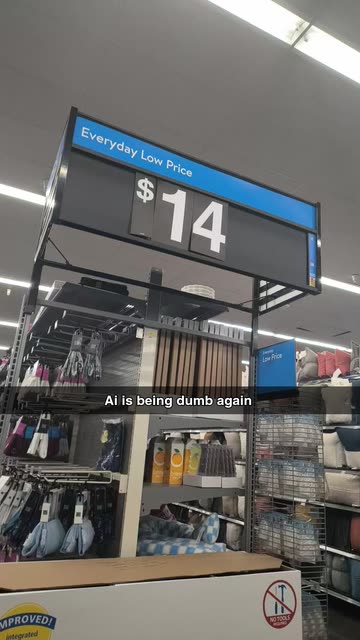 Everyday Low Price
$14
Low Price
Ai is being dumb again
IMPROVED!
integrated
NO TOOLS